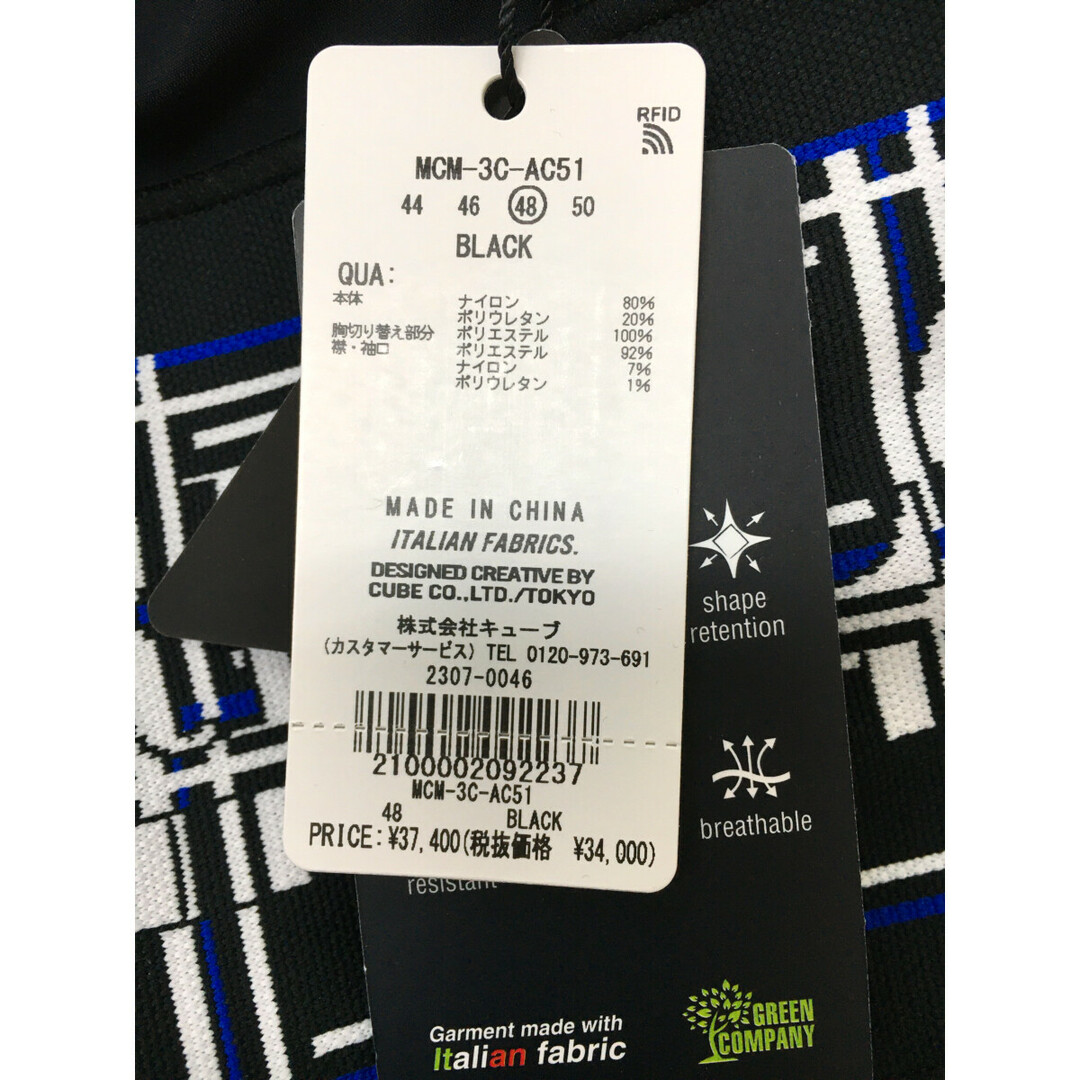 RFID
MCM-3C-AC51
44 46 48 50
BLACK
QUA:
本体 ナイロン 80%
ポリウレタン 20%
胸切り替え部分 ポリエステル 100%
襟・袖口 ポリエステル 92%
ナイロン 7%
ポリウレタン 1%
MADE IN CHINA
ITALIAN FABRICS.
DESIGNED CREATIVE BY
CUBE CO.,LTD./TOKYO
株式会社キューブ
(カスタマーサービス) TEL 0120-973-691
2307-0046
2100002092237
MCM-3C-AC51
48 BLACK
PRICE:¥37,400(税抜価格 ¥34,000)
shape
retention
breathable
resistant
Garment made with
Italian fabric
GREEN
COMPANY